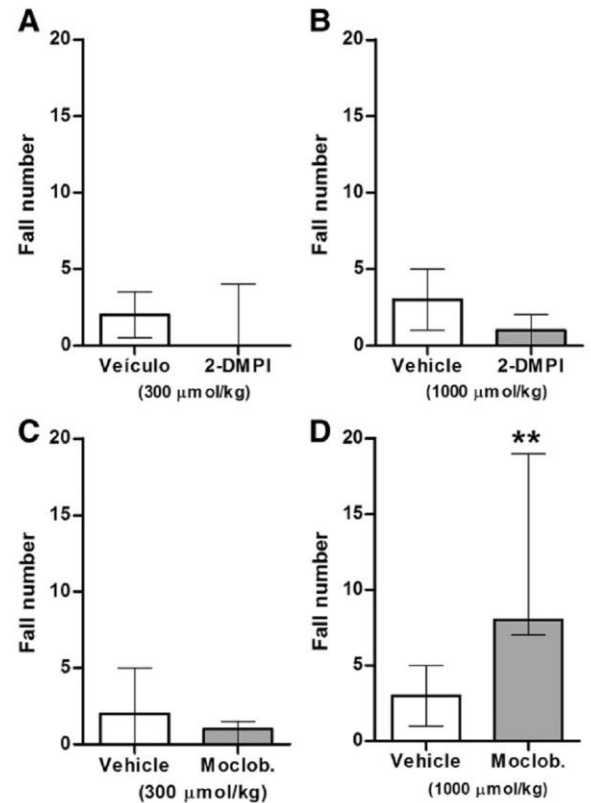 A
20
15
10
5
0
Fall number
Veículo 2-DMPI
(300 µmol/kg)
B
20
15
10
5
0
Fall number
Vehicle 2-DMPI
(1000 µmol/kg)
C
20
15
10
5
0
Fall number
Vehicle Moclob.
(300 µmol/kg)
D
20
15
10
5
0
Fall number
**
Vehicle Moclob.
(1000 µmol/kg)